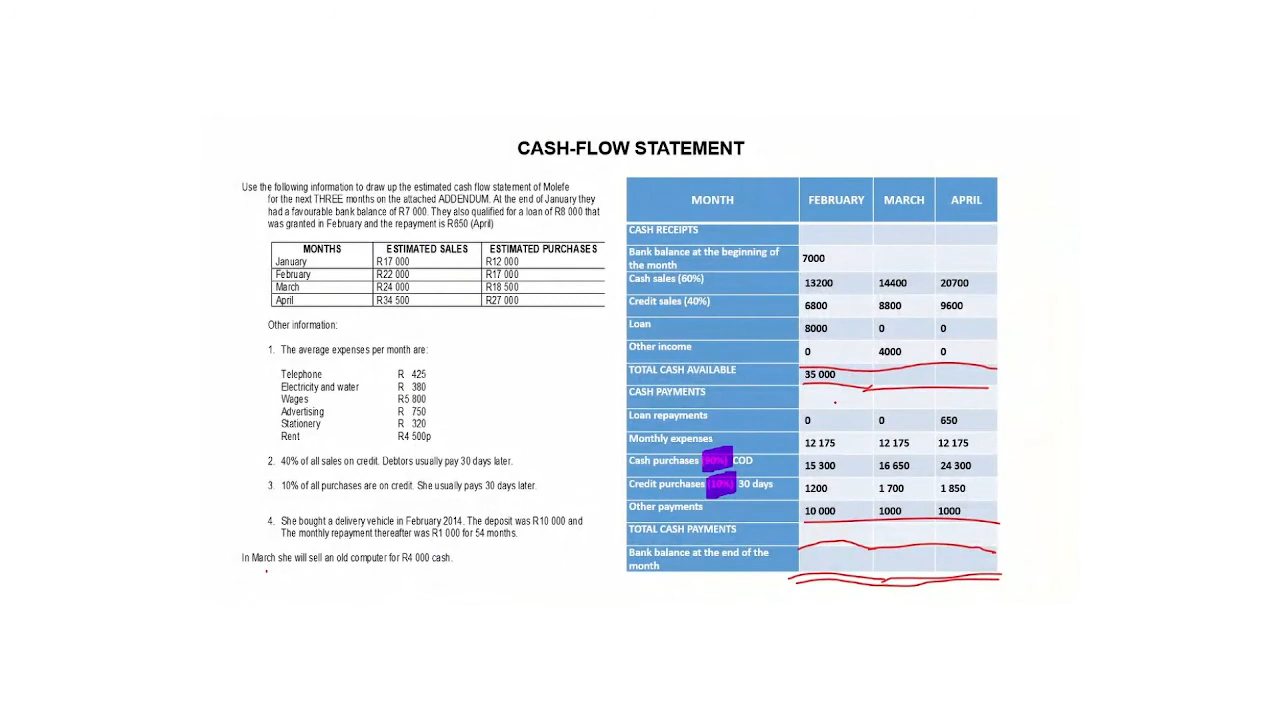 CASH-FLOW STATEMENT
Use the following information to draw up the estimated cash flow statement of Molefe
for the next THREE months on the attached ADDENDUM. At the end of January they
had a favourable bank balance of R7 000. They also qualified for a loan of R8 000 that
was granted in February and the repayment is R650 (April)
MONTHS ESTIMATED SALES ESTIMATED PURCHASES
January R17 000 R12 000
February R22 000 R17 000
March R24 000 R18 500
April R34 500 R27 000
Other information:
1. The average expenses per month are:
Telephone R 425
Electricity and water R 380
Wages R5 800
Advertising R 750
Stationery R 320
Rent R4 500p
2. 40% of all sales on credit. Debtors usually pay 30 days later.
3. 10% of all purchases are on credit. She usually pays 30 days later.
4. She bought a delivery vehicle in February 2014. The deposit was R10 000 and
The monthly repayment thereafter was R1 000 for 54 months.
In March she will sell an old computer for R4 000 cash.
MONTH FEBRUARY MARCH APRIL
CASH RECEIPTS
Bank balance at the beginning of
the month 7000
Cash sales (60%) 13200 14400 20700
Credit sales (40%) 6800 8800 9600
Loan 8000 0 0
Other income 0 4000 0
TOTAL CASH AVAILABLE 35 000
CASH PAYMENTS
Loan repayments 0 0 650
Monthly expenses 12 175 12 175 12 175
Cash purchases (90%) COD 15 300 16 650 24 300
Credit purchases (10%) 30 days 1200 1 700 1 850
Other payments 10 000 1000 1000
TOTAL CASH PAYMENTS
Bank balance at the end of the
month